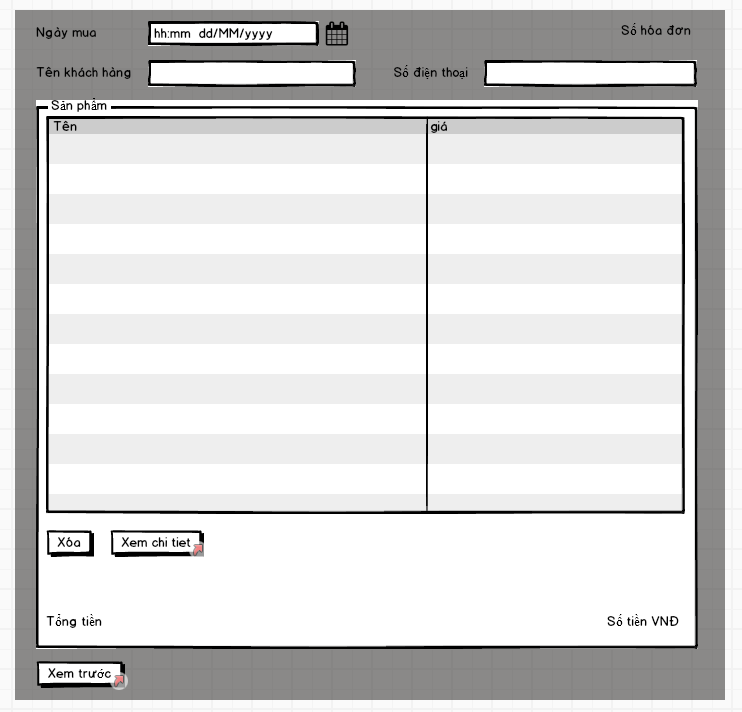 Ngày mua hh:mm dd/MM/yyyy Số hóa đơn
Tên khách hàng Số điện thoại
Sản phẩm
Tên giá
Xóa Xem chi tiet
Tổng tiền Số tiền VNĐ
Xem trước